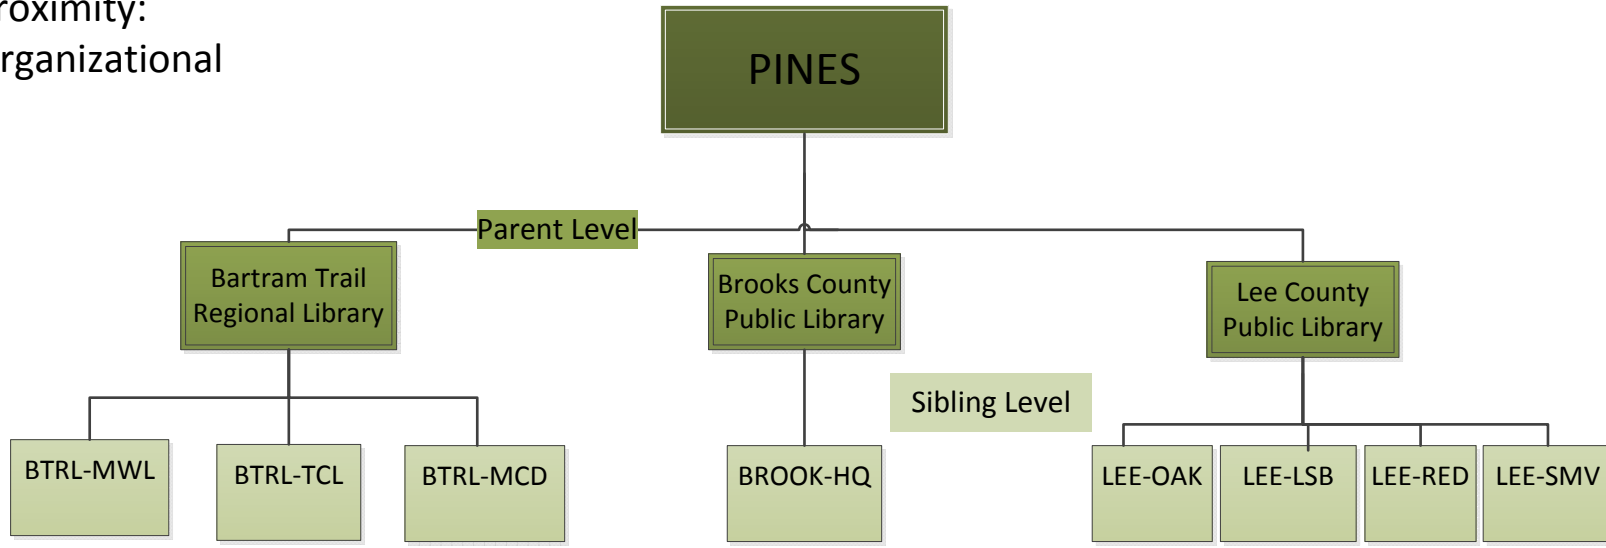 roximity:
rganizational
PINES
Parent Level
Bartram Trail
Regional Library
Brooks County
Public Library
Lee County
Public Library
Sibling Level
BTRL-MWL
BTRL-TCL
BTRL-MCD
BROOK-HQ
LEE-OAK
LEE-LSB
LEE-RED
LEE-SMV